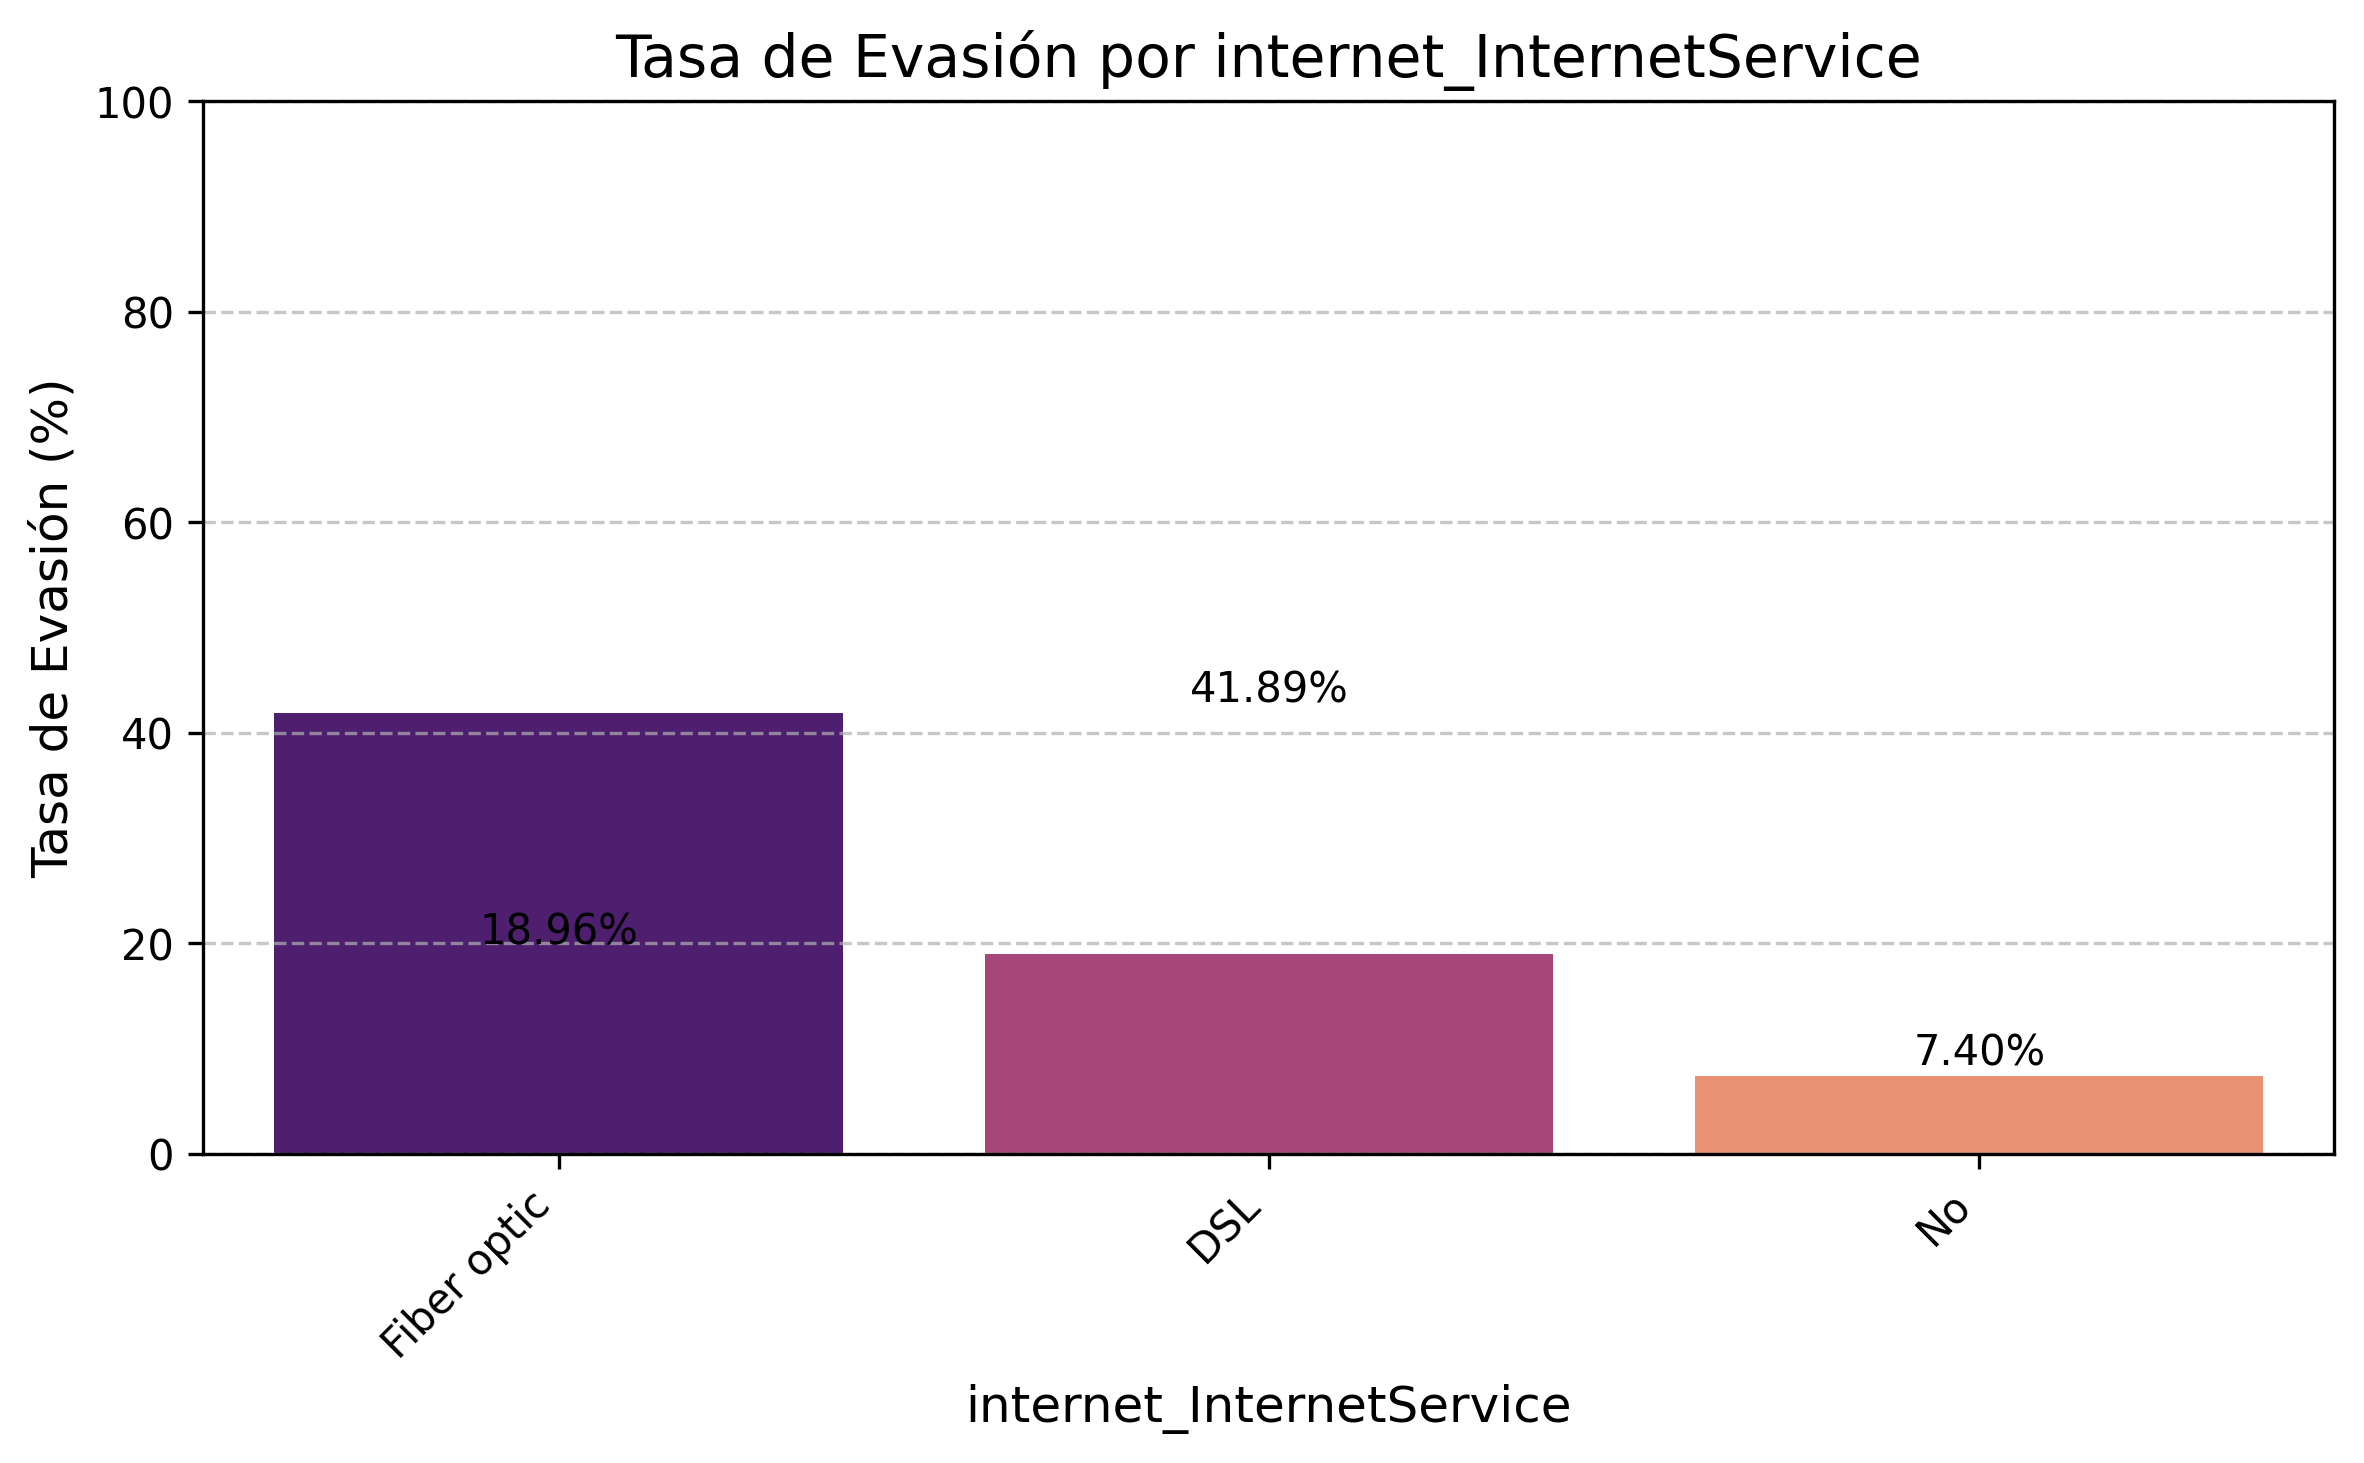 Tasa de Evasión por internet_InternetService
Tasa de Evasión (%)
100
80
60
40
20
0
18.96%
41.89%
7.40%
Fiber optic
DSL
No
internet_InternetService